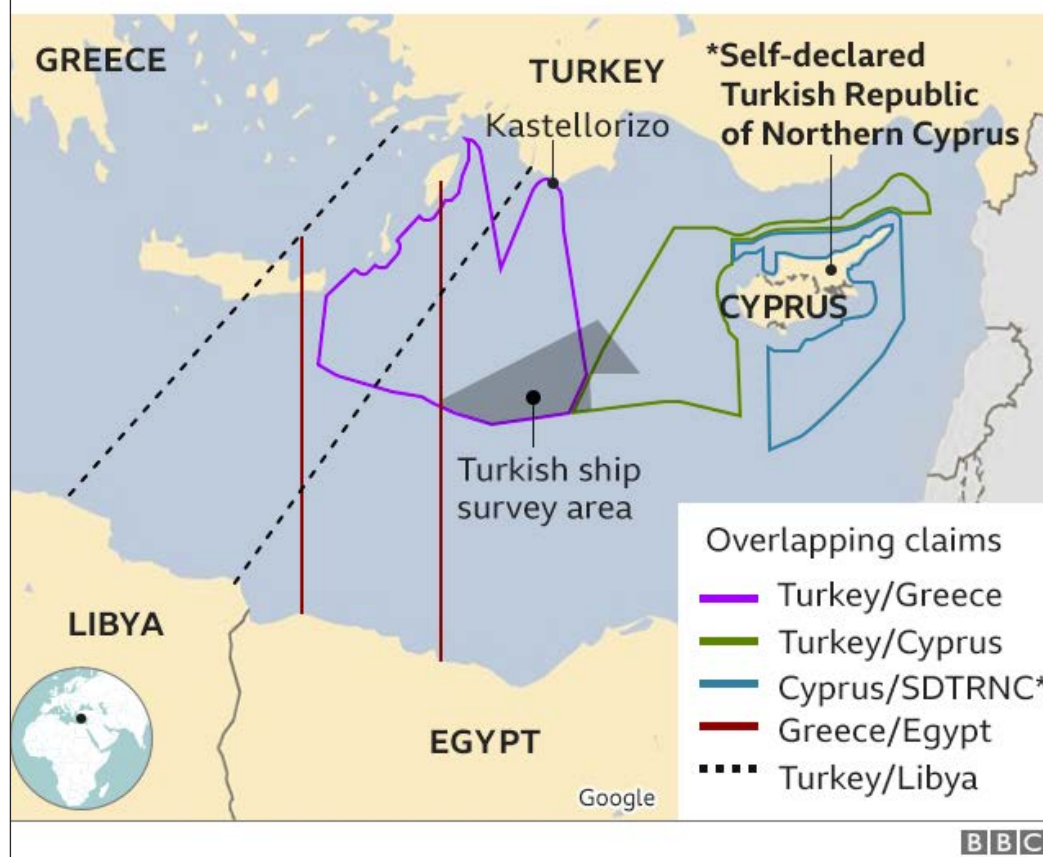 GREECE
TURKEY
*Self-declared
Turkish Republic
of Northern Cyprus
Kastellorizo
CYPRUS
Turkish ship
survey area
LIBYA
EGYPT
Google
Overlapping claims
Turkey/Greece
Turkey/Cyprus
Cyprus/SDTRNC*
Greece/Egypt
Turkey/Libya
BBC